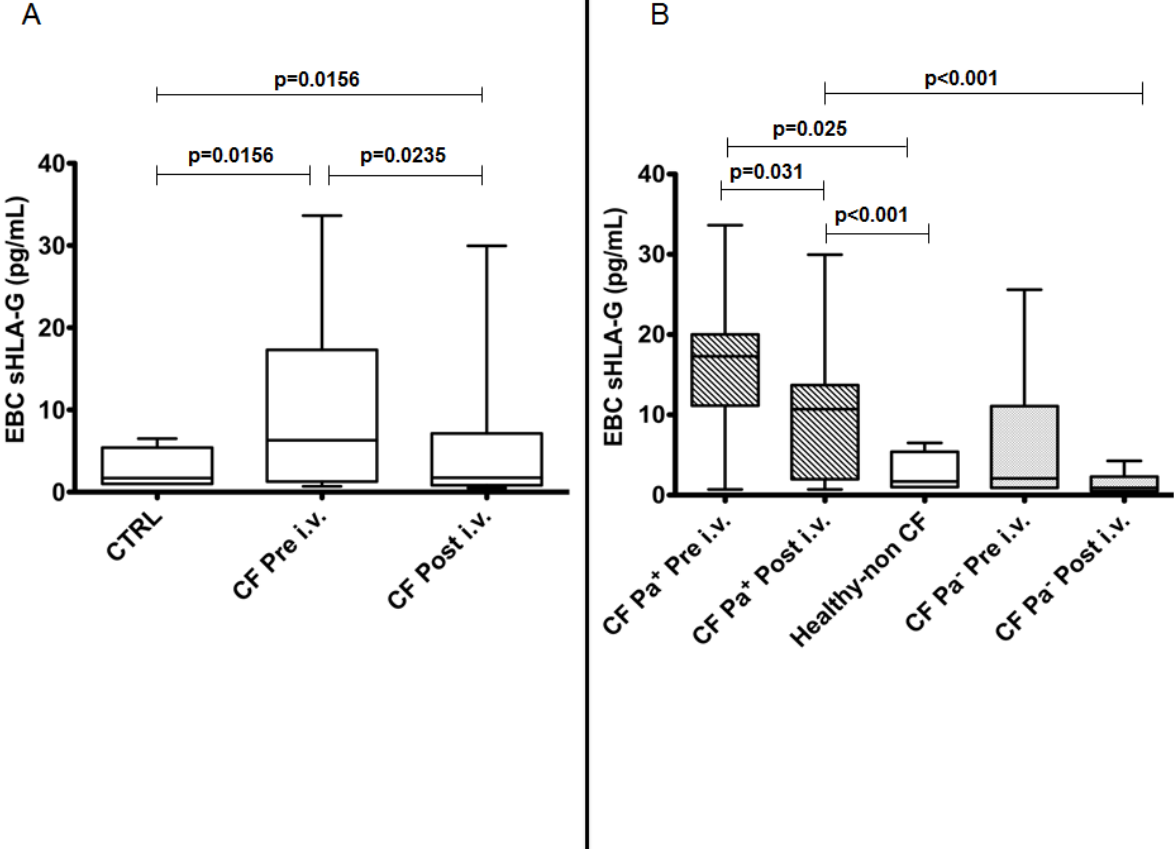 A
p=0.0156
p=0.0156
p=0.0235
40
30
20
10
0
EBC sHLA-G (pg/mL)
CTRL
CF Pre i.v.
CF Post i.v.
B
p<0.001
p=0.025
p=0.031
p<0.001
40
30
20
10
0
EBC sHLA-G (pg/mL)
CF Pa⁺ Pre i.v.
CF Pa⁺ Post i.v.
Healthy-non CF
CF Pa⁻ Pre i.v.
CF Pa⁻ Post i.v.